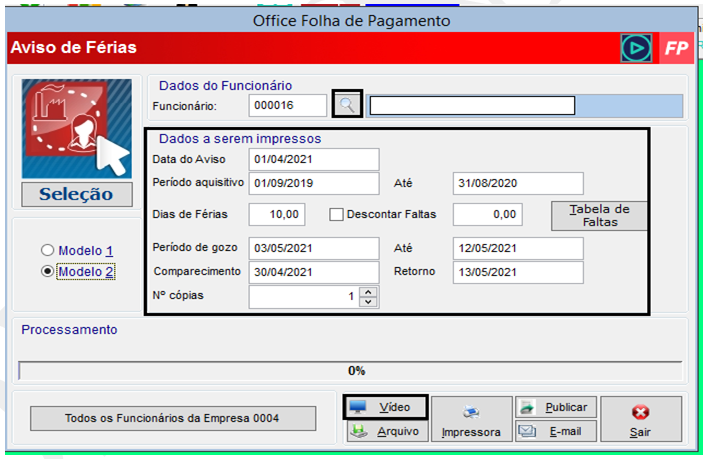 Office Folha de Pagamento
Aviso de Férias
FP
Dados do Funcionário
Funcionário: 000016
Seleção
Dados a serem impressos
Data do Aviso 01/04/2021
Período aquisitivo 01/09/2019 Até 31/08/2020
Dias de Férias 10,00 Descontar Faltas 0,00 Tabela de Faltas
Modelo 1
Modelo 2
Período de gozo 03/05/2021 Até 12/05/2021
Comparecimento 30/04/2021 Retorno 13/05/2021
Nº cópias 1
Processamento
0%
Todos os Funcionários da Empresa 0004
Vídeo
Arquivo
Impressora
Publicar
E-mail
Sair